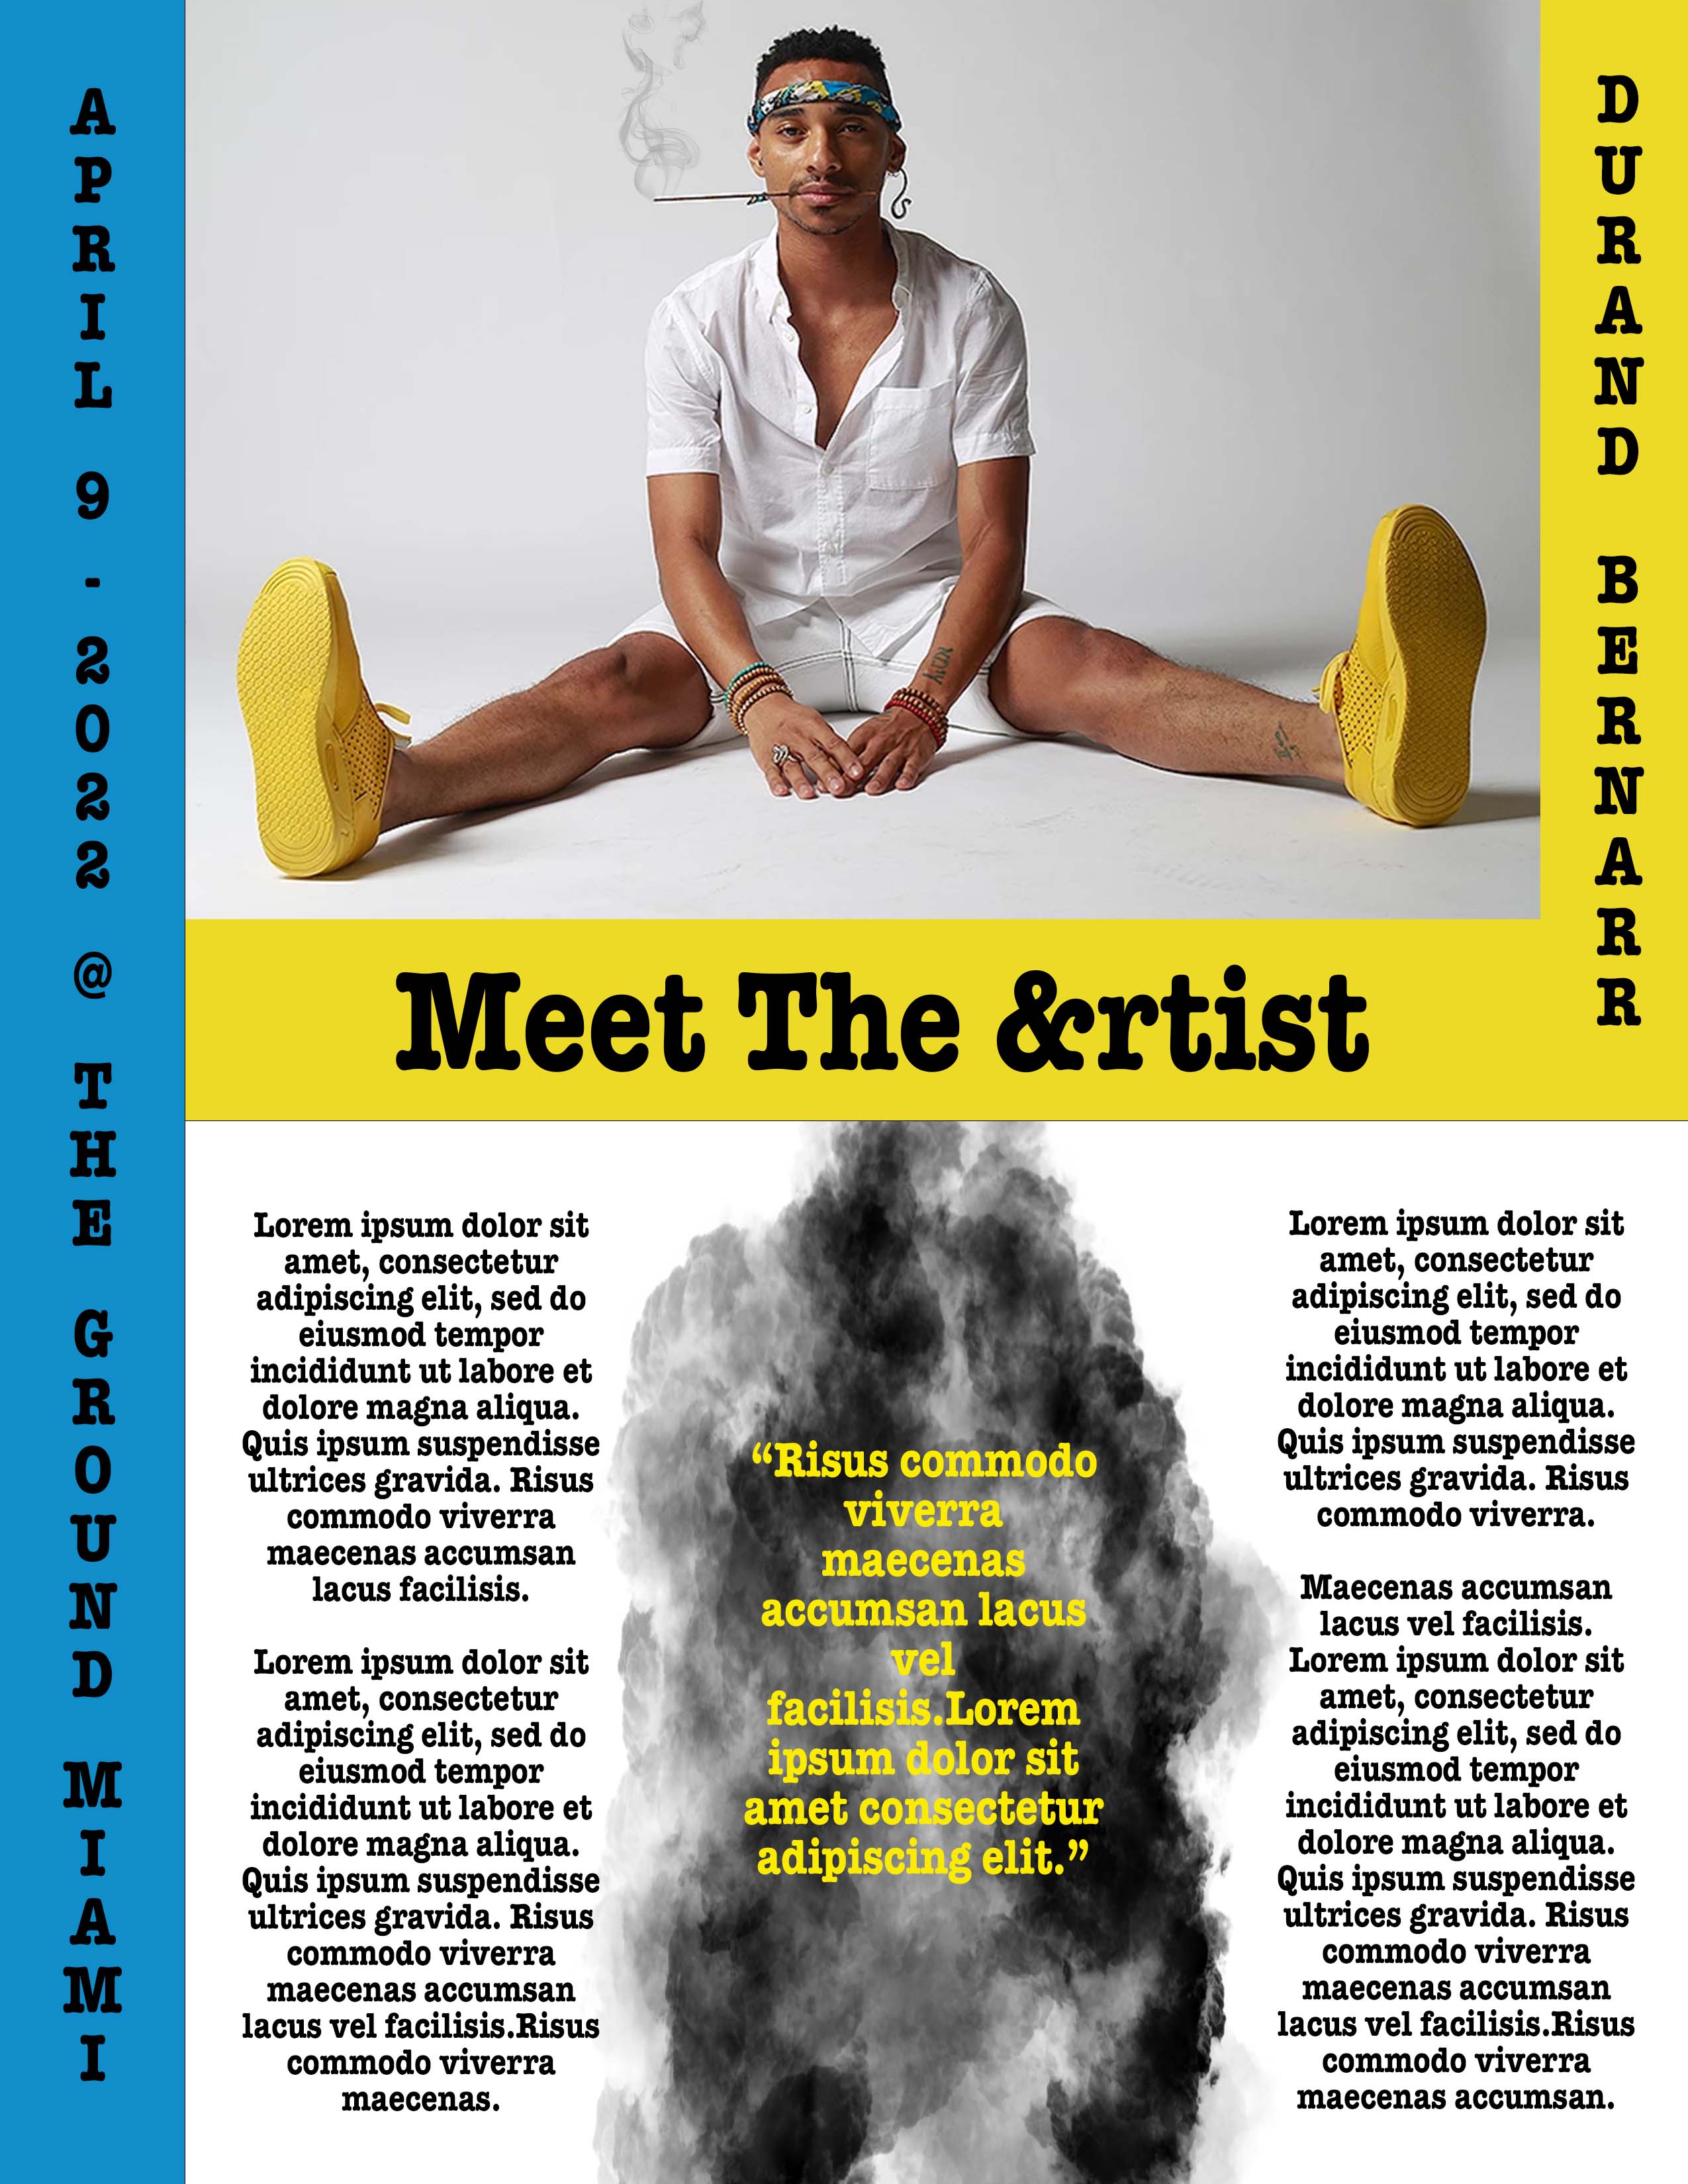 APRIL 9 - 2022 @ THE GROUND MIAMI
DURAND BERNARR
Meet The &rtist
Lorem ipsum dolor sit
amet, consectetur
adipiscing elit, sed do
eiusmod tempor
incididunt ut labore et
dolore magna aliqua.
Quis ipsum suspendisse
ultrices gravida. Risus
commodo viverra
maecenas accumsan
lacus facilisis.
Lorem ipsum dolor sit
amet, consectetur
adipiscing elit, sed do
eiusmod tempor
incididunt ut labore et
dolore magna aliqua.
Quis ipsum suspendisse
ultrices gravida. Risus
commodo viverra
maecenas accumsan
lacus vel facilisis.Risus
commodo viverra
maecenas.
“Risus commodo
viverra
maecenas
accumsan lacus
vel
facilisis.Lorem
ipsum dolor sit
amet consectetur
adipiscing elit.”
Lorem ipsum dolor sit
amet, consectetur
adipiscing elit, sed do
eiusmod tempor
incididunt ut labore et
dolore magna aliqua.
Quis ipsum suspendisse
ultrices gravida. Risus
commodo viverra.
Maecenas accumsan
lacus vel facilisis.
Lorem ipsum dolor sit
amet, consectetur
adipiscing elit, sed do
eiusmod tempor
incididunt ut labore et
dolore magna aliqua.
Quis ipsum suspendisse
ultrices gravida. Risus
commodo viverra
maecenas accumsan
lacus vel facilisis.Risus
commodo viverra
maecenas accumsan.